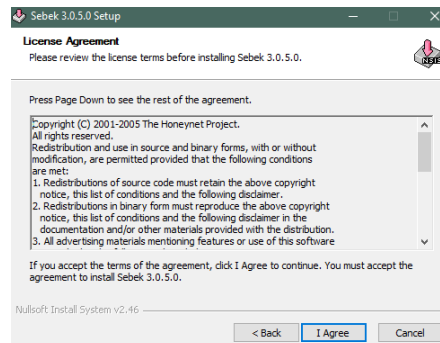 Sebek 3.0.5.0 Setup
License Agreement
Please review the license terms before installing Sebek 3.0.5.0.
NSIS
Press Page Down to see the rest of the agreement.
Copyright (C) 2001-2005 The Honeynet Project.
All rights reserved.
Redistribution and use in source and binary forms, with or without
modification, are permitted provided that the following conditions
are met:
1. Redistributions of source code must retain the above copyright
notice, this list of conditions and the following disclaimer.
2. Redistributions in binary form must reproduce the above copyright
notice, this list of conditions and the following disclaimer in the
documentation and/or other materials provided with the distribution.
3. All advertising materials mentioning features or use of this software
If you accept the terms of the agreement, click I Agree to continue. You must accept the
agreement to install Sebek 3.0.5.0.
Nullsoft Install System v2.46
< Back I Agree Cancel